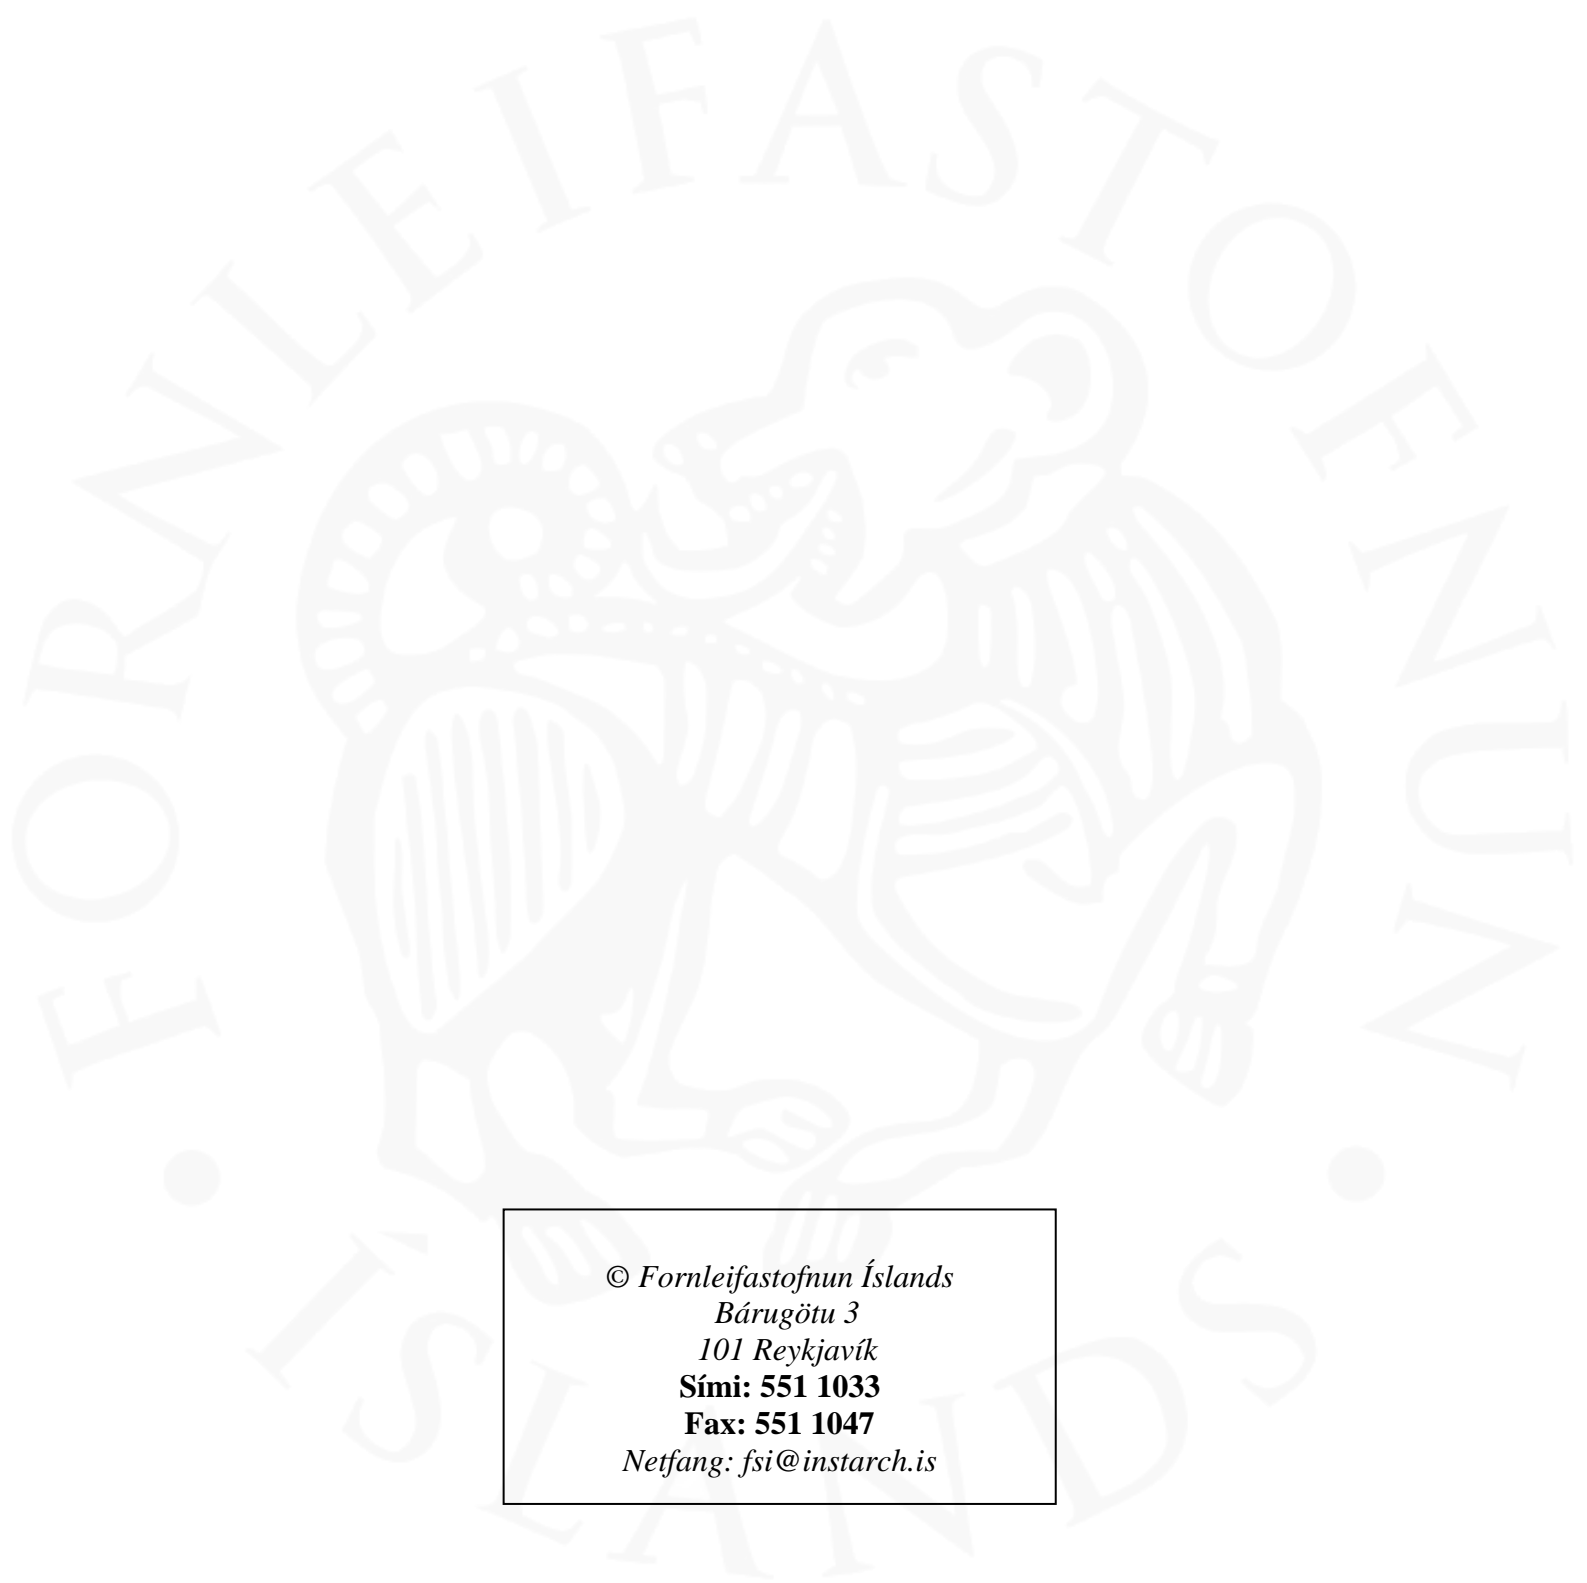 FORNLEIFASTOFNUN
ÍSLANDS
© Fornleifastofnun Íslands
Bárugötu 3
101 Reykjavík
Sími: 551 1033
Fax: 551 1047
Netfang: fsi@instarch.is